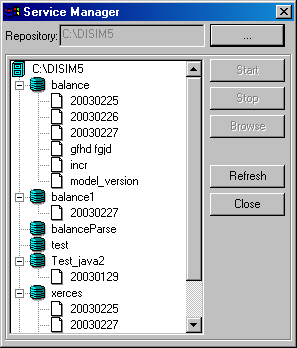 Service Manager
Repository: C:\DISIM5 ...
C:\DISIM5
balance
20030225
20030226
20030227
gfhd fgjd
incr
model_version
balance1
20030227
balanceParse
test
Test_java2
20030129
xerces
20030225
20030227
Start
Stop
Browse
Refresh
Close